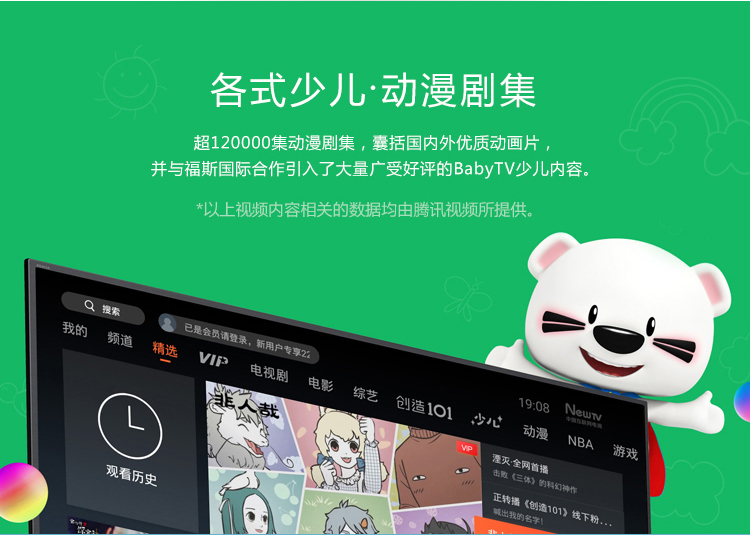 各式少儿·动漫剧集
超120000集动漫剧集，囊括国内外优质动画片，
并与福斯国际合作引入了大量广受好评的BabyTV少儿内容。
*以上视频内容相关的数据均由腾讯视频所提供。
搜索
已是会员请登录，新用户专享22
19:08
NewTV
中国互联网电视
我的 频道 精选 VIP 电视剧 电影 综艺 创造101 少儿 动漫 NBA 游戏
观看历史
非人哉
VIP
湮灭·全网首播
击败《三体》的科幻神作
正转播《创造101》线下粉...
喊出我的名字！